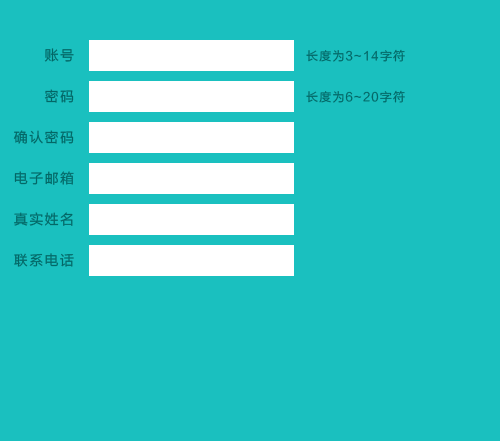 账号 长度为3~14字符
密码 长度为6~20字符
确认密码
电子邮箱
真实姓名
联系电话